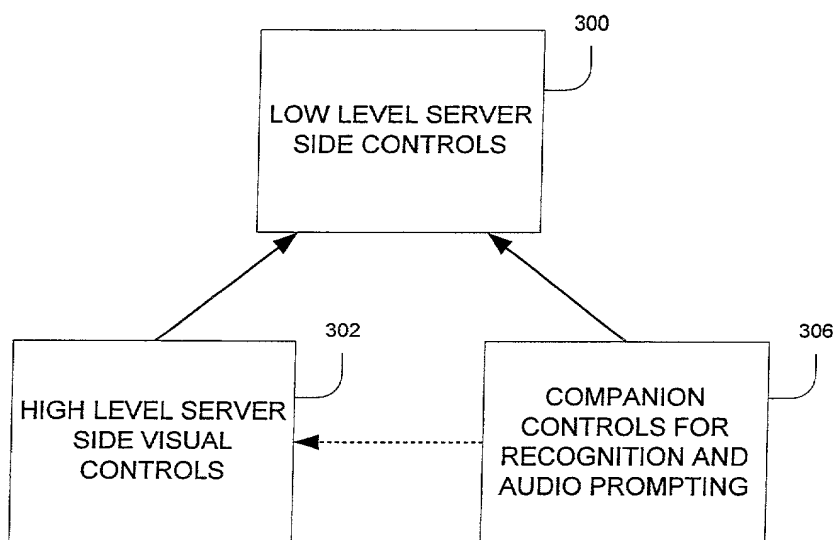 300
LOW LEVEL SERVER
SIDE CONTROLS
302
HIGH LEVEL SERVER
SIDE VISUAL
CONTROLS
306
COMPANION
CONTROLS FOR
RECOGNITION AND
AUDIO PROMPTING